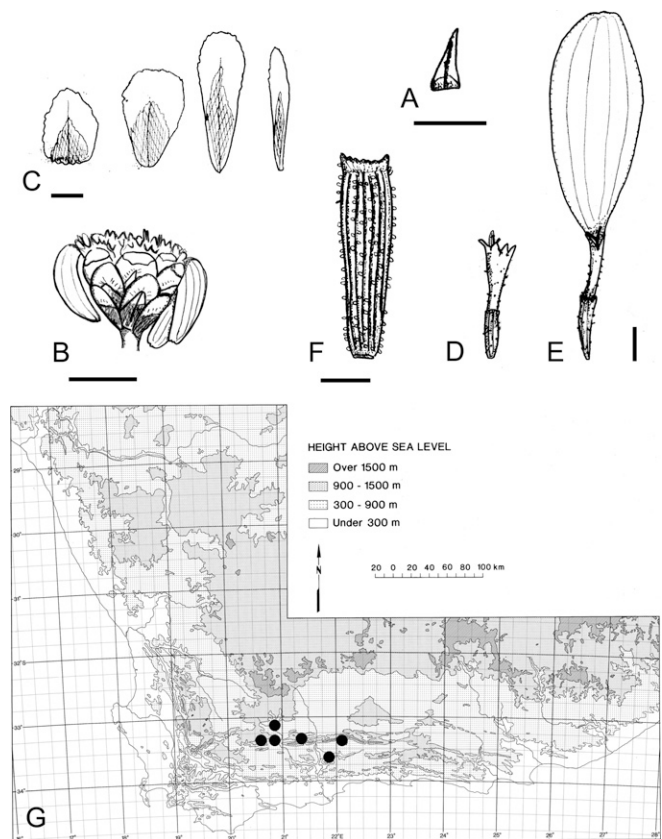 C
A
B
F
D
E
HEIGHT ABOVE SEA LEVEL
Over 1500 m
900 - 1500 m
300 - 900 m
Under 300 m
N
20 0 20 40 60 80 100 km
29°
30°
31°
32°S
33°
34°
G
21 22°E 23 24 25 26 27 28